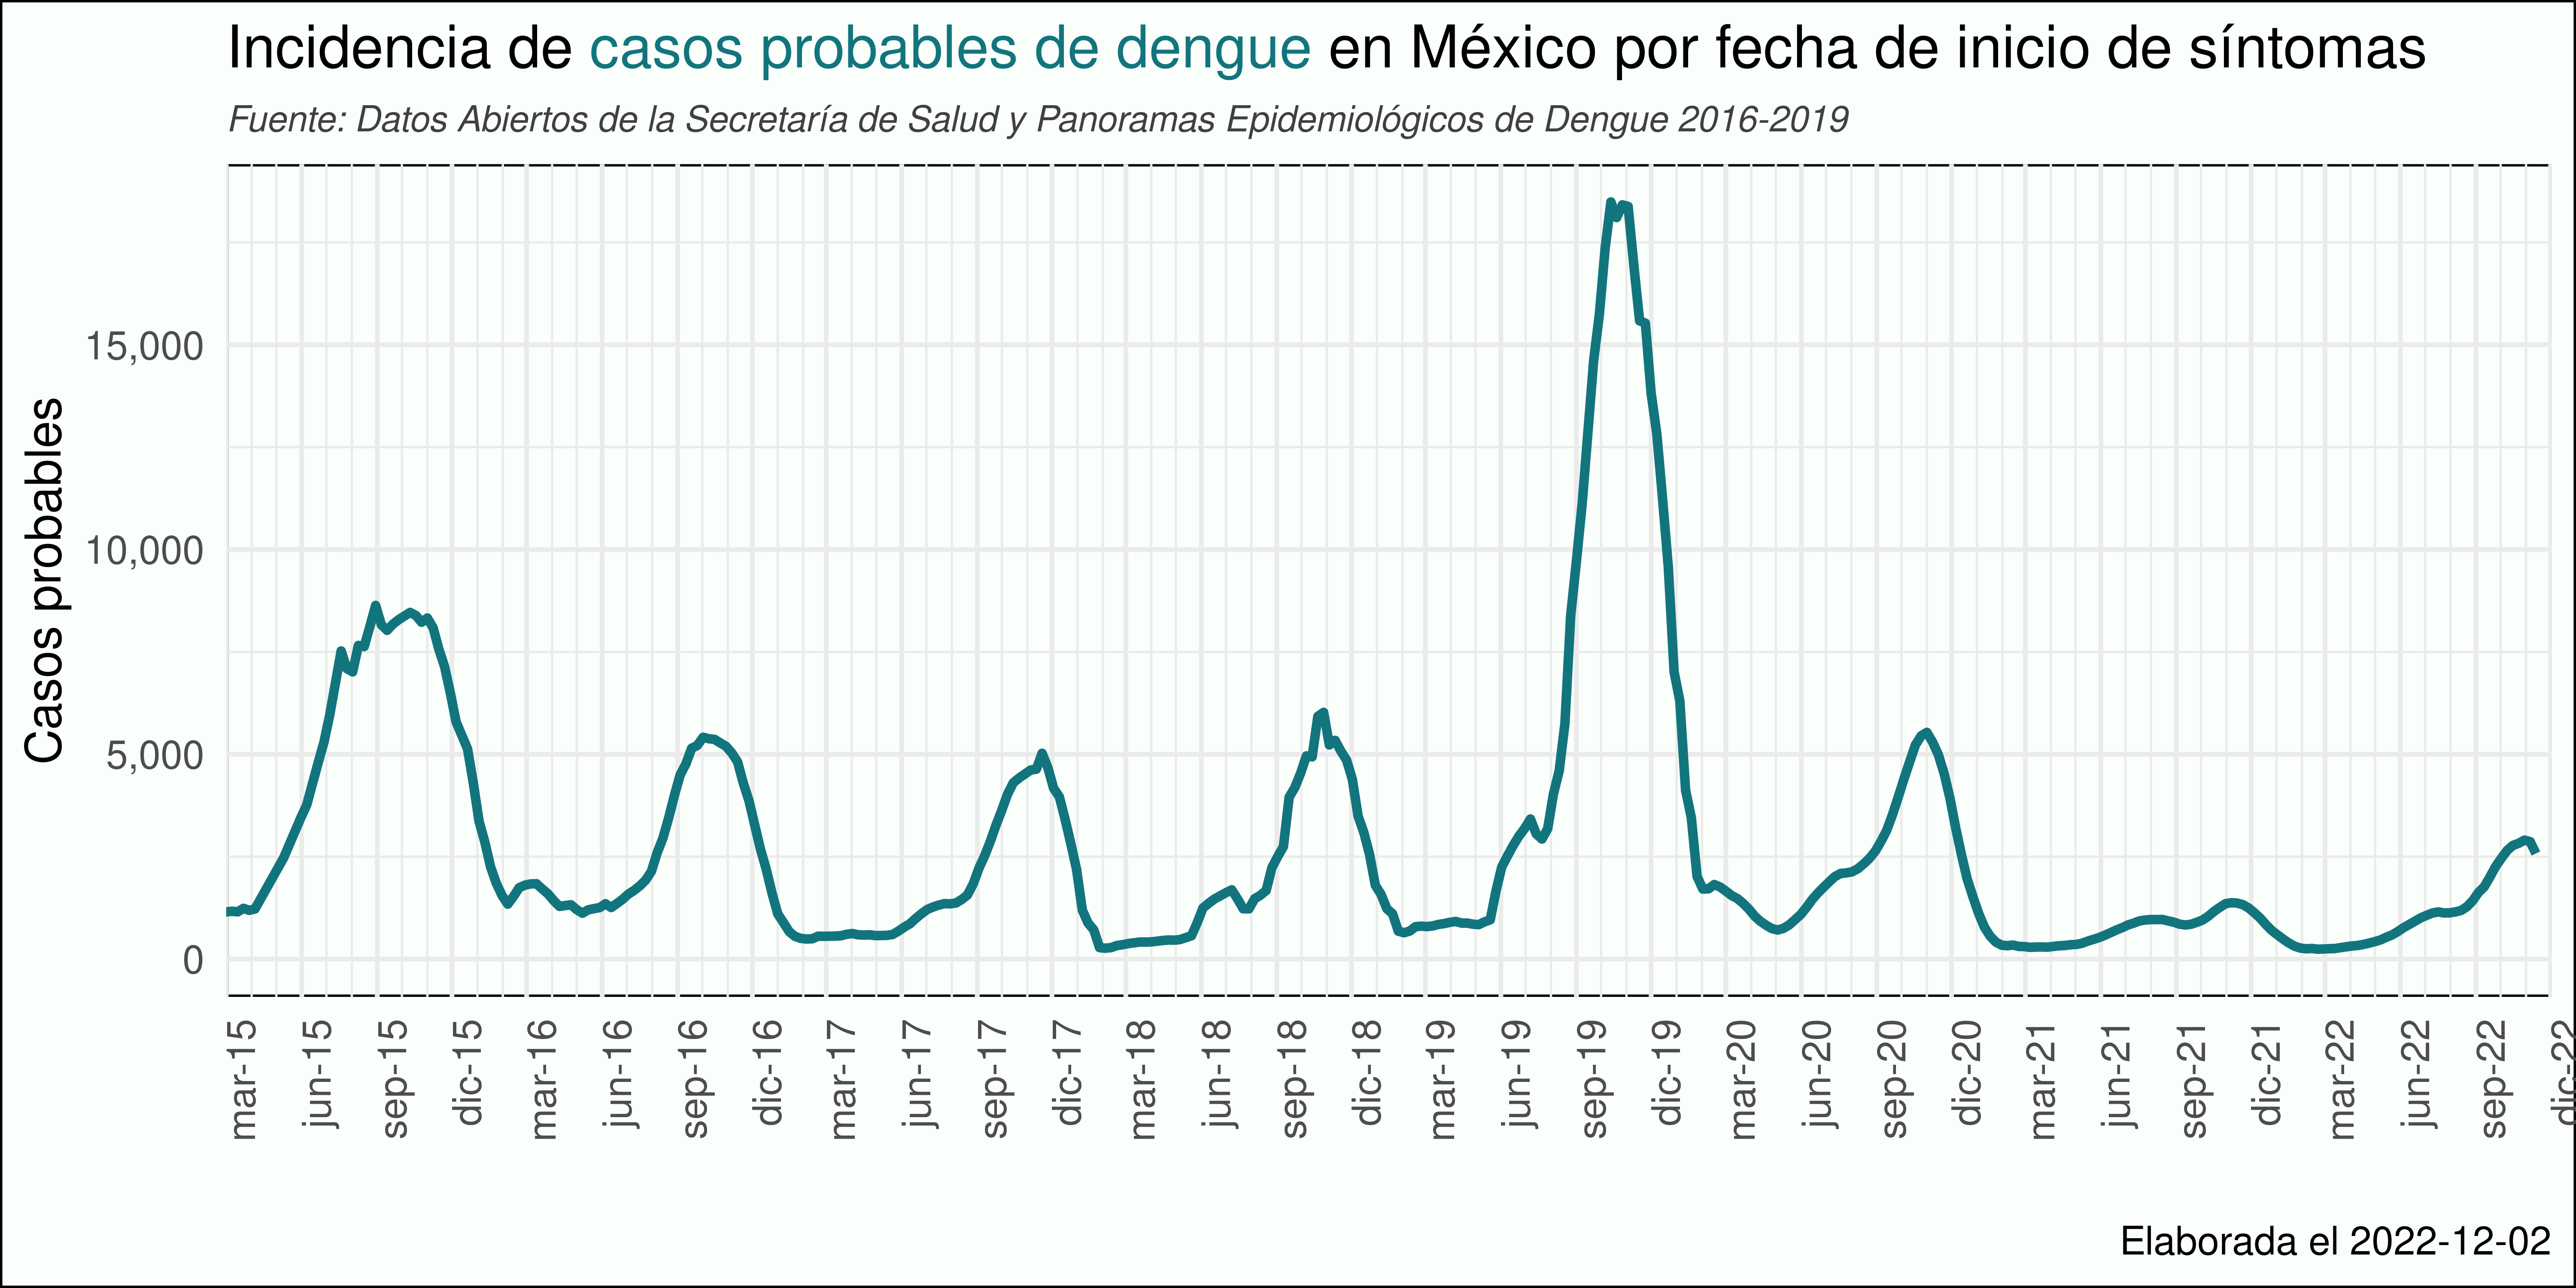 Incidencia de casos probables de dengue en México por fecha de inicio de síntomas
Fuente: Datos Abiertos de la Secretaría de Salud y Panoramas Epidemiológicos de Dengue 2016-2019
Casos probables
15,000
10,000
5,000
0
mar-15
jun-15
sep-15
dic-15
mar-16
jun-16
sep-16
dic-16
mar-17
jun-17
sep-17
dic-17
mar-18
jun-18
sep-18
dic-18
mar-19
jun-19
sep-19
dic-19
mar-20
jun-20
sep-20
dic-20
mar-21
jun-21
sep-21
dic-21
mar-22
jun-22
sep-22
dic-22
Elaborada el 2022-12-02